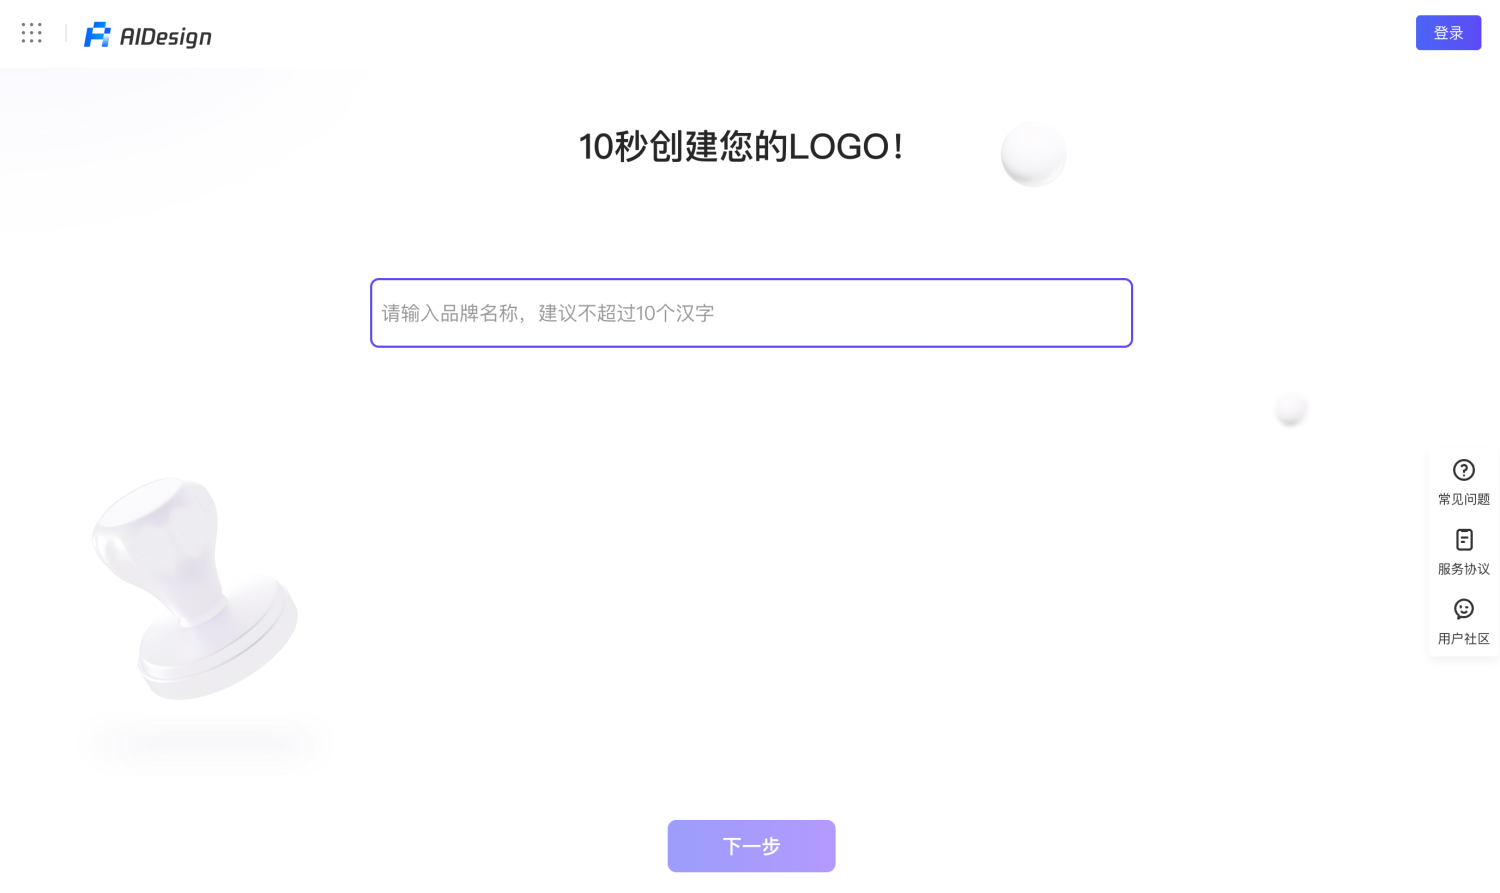 AIDesign
登录
10秒创建您的LOGO！
请输入品牌名称，建议不超过10个汉字
常见问题
服务协议
用户社区
下一步